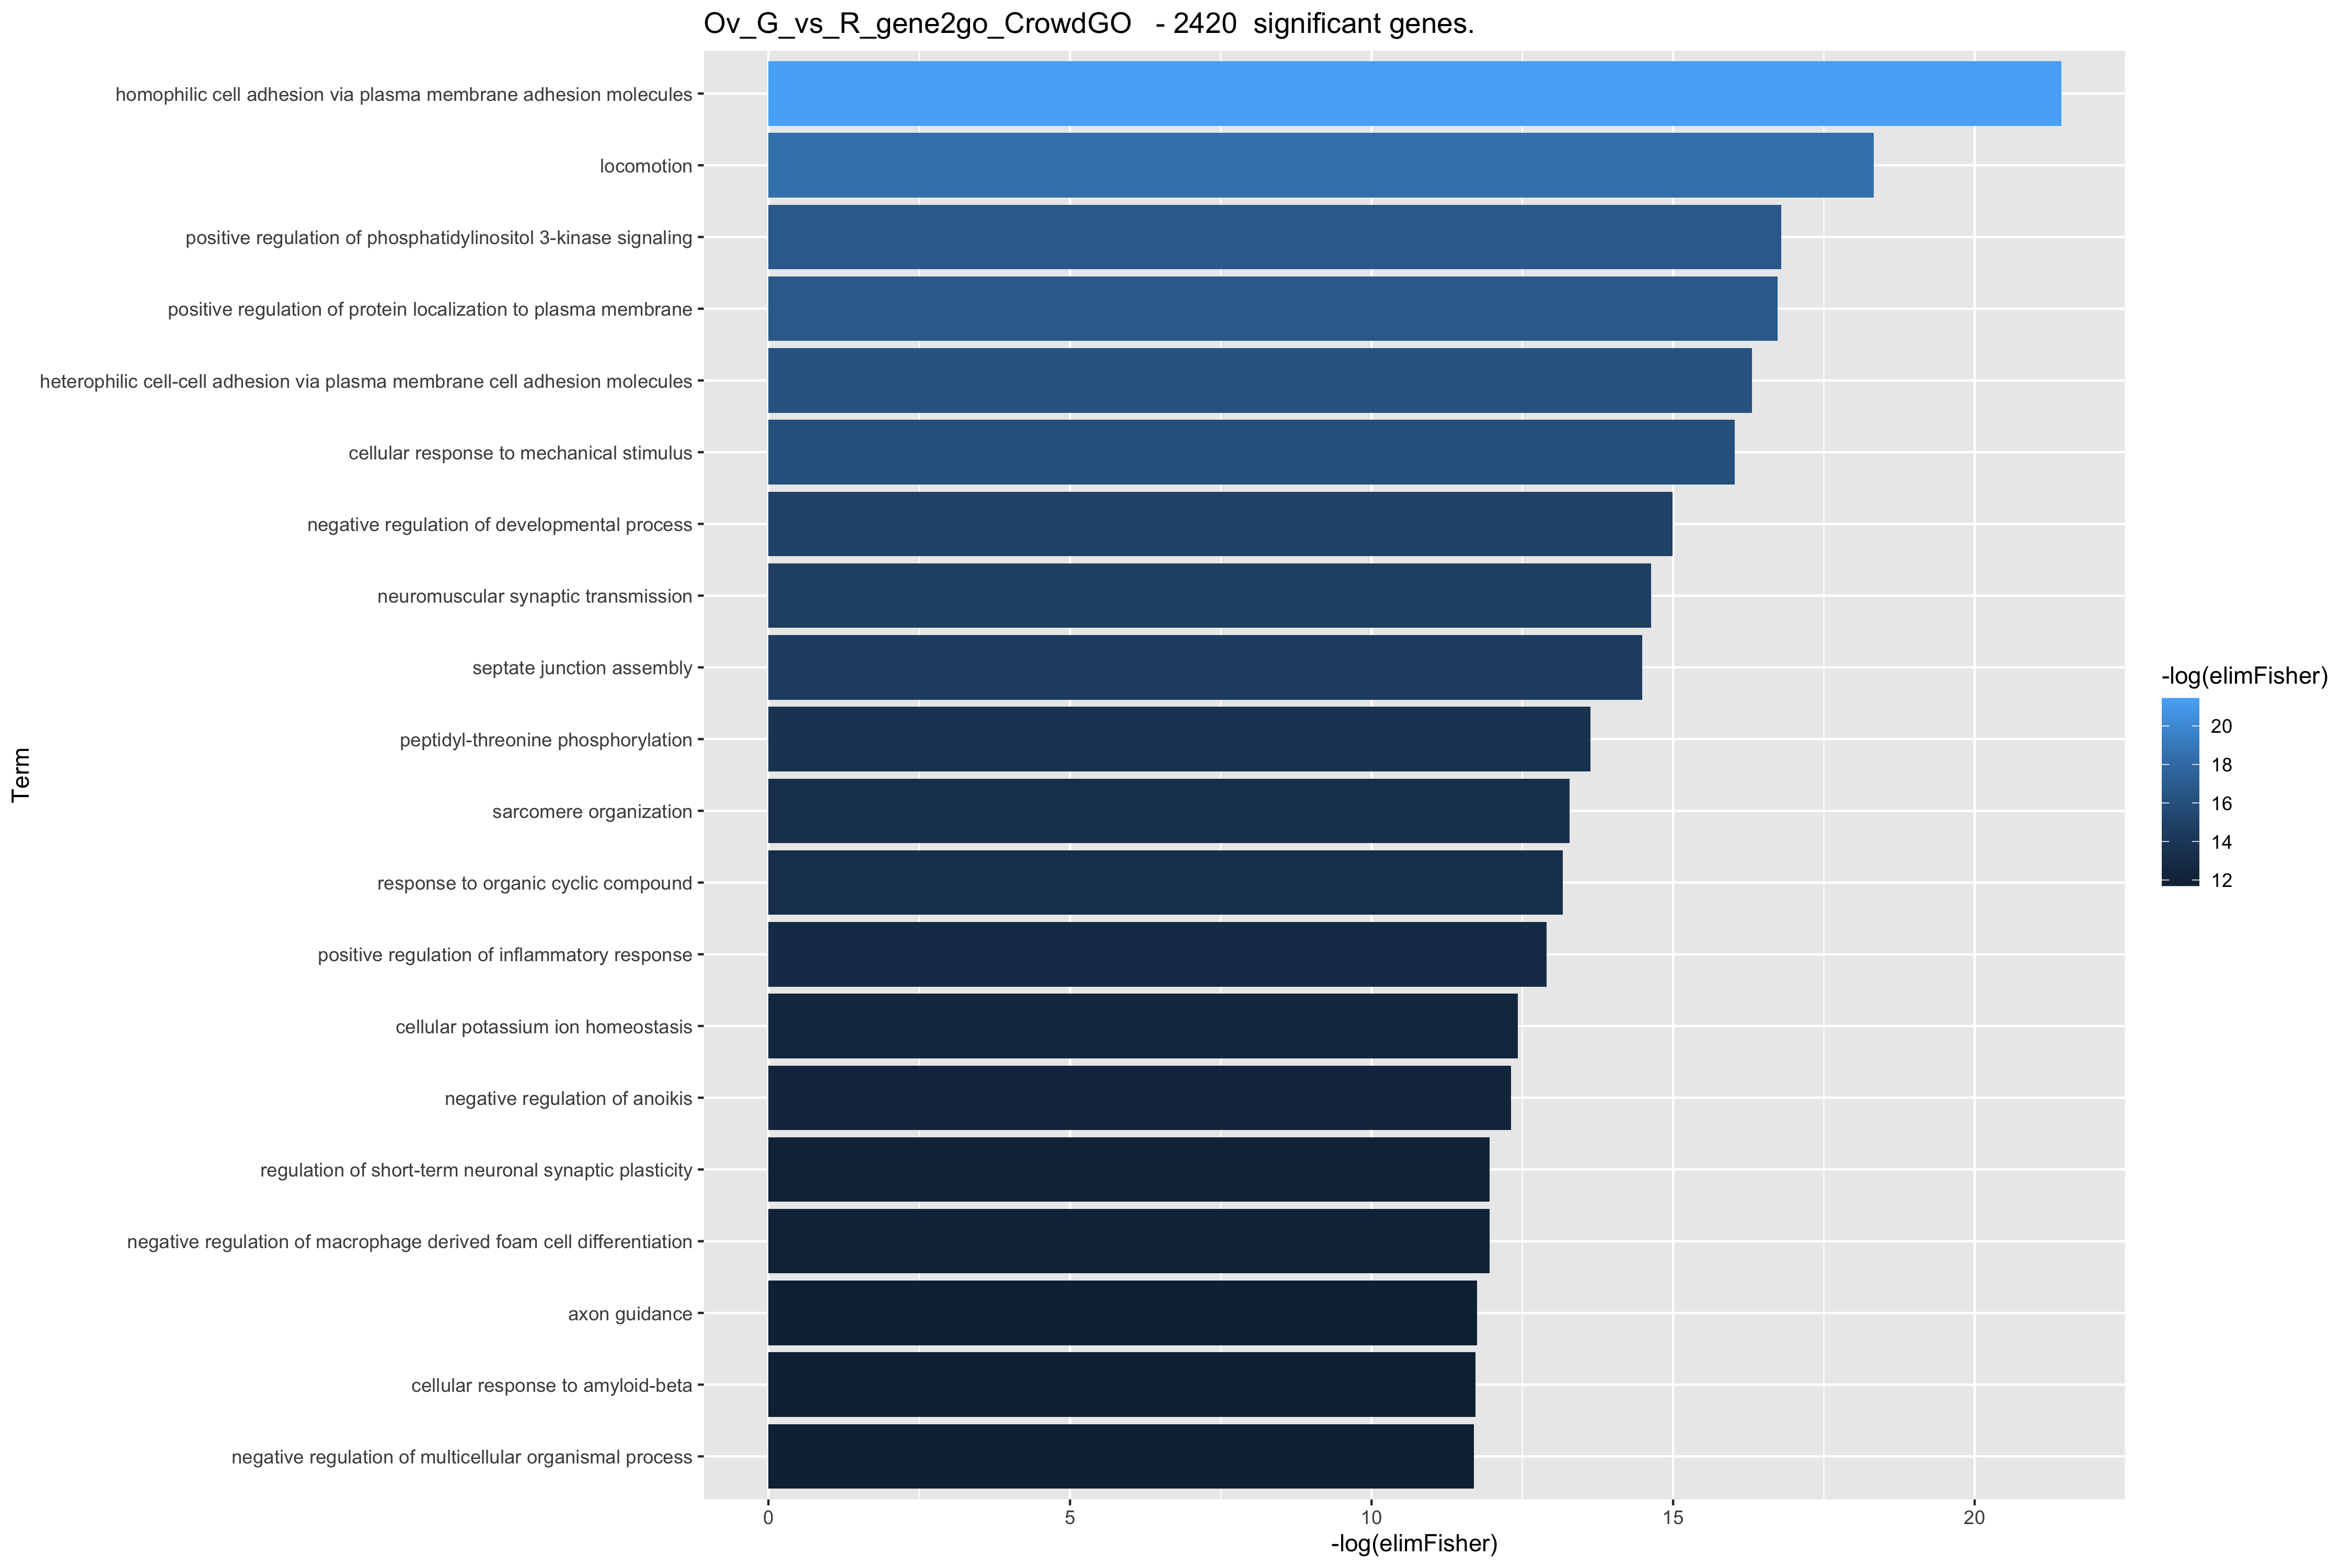 Ov_G_vs_R_gene2go_CrowdGO - 2420 significant genes.
homophilic cell adhesion via plasma membrane adhesion molecules
locomotion
positive regulation of phosphatidylinositol 3-kinase signaling
positive regulation of protein localization to plasma membrane
heterophilic cell-cell adhesion via plasma membrane cell adhesion molecules
cellular response to mechanical stimulus
negative regulation of developmental process
neuromuscular synaptic transmission
septate junction assembly
peptidyl-threonine phosphorylation
sarcomere organization
response to organic cyclic compound
positive regulation of inflammatory response
cellular potassium ion homeostasis
negative regulation of anoikis
regulation of short-term neuronal synaptic plasticity
negative regulation of macrophage derived foam cell differentiation
axon guidance
cellular response to amyloid-beta
negative regulation of multicellular organismal process
Term
0 5 10 15 20
-log(elimFisher)
-log(elimFisher)
20
18
16
14
12